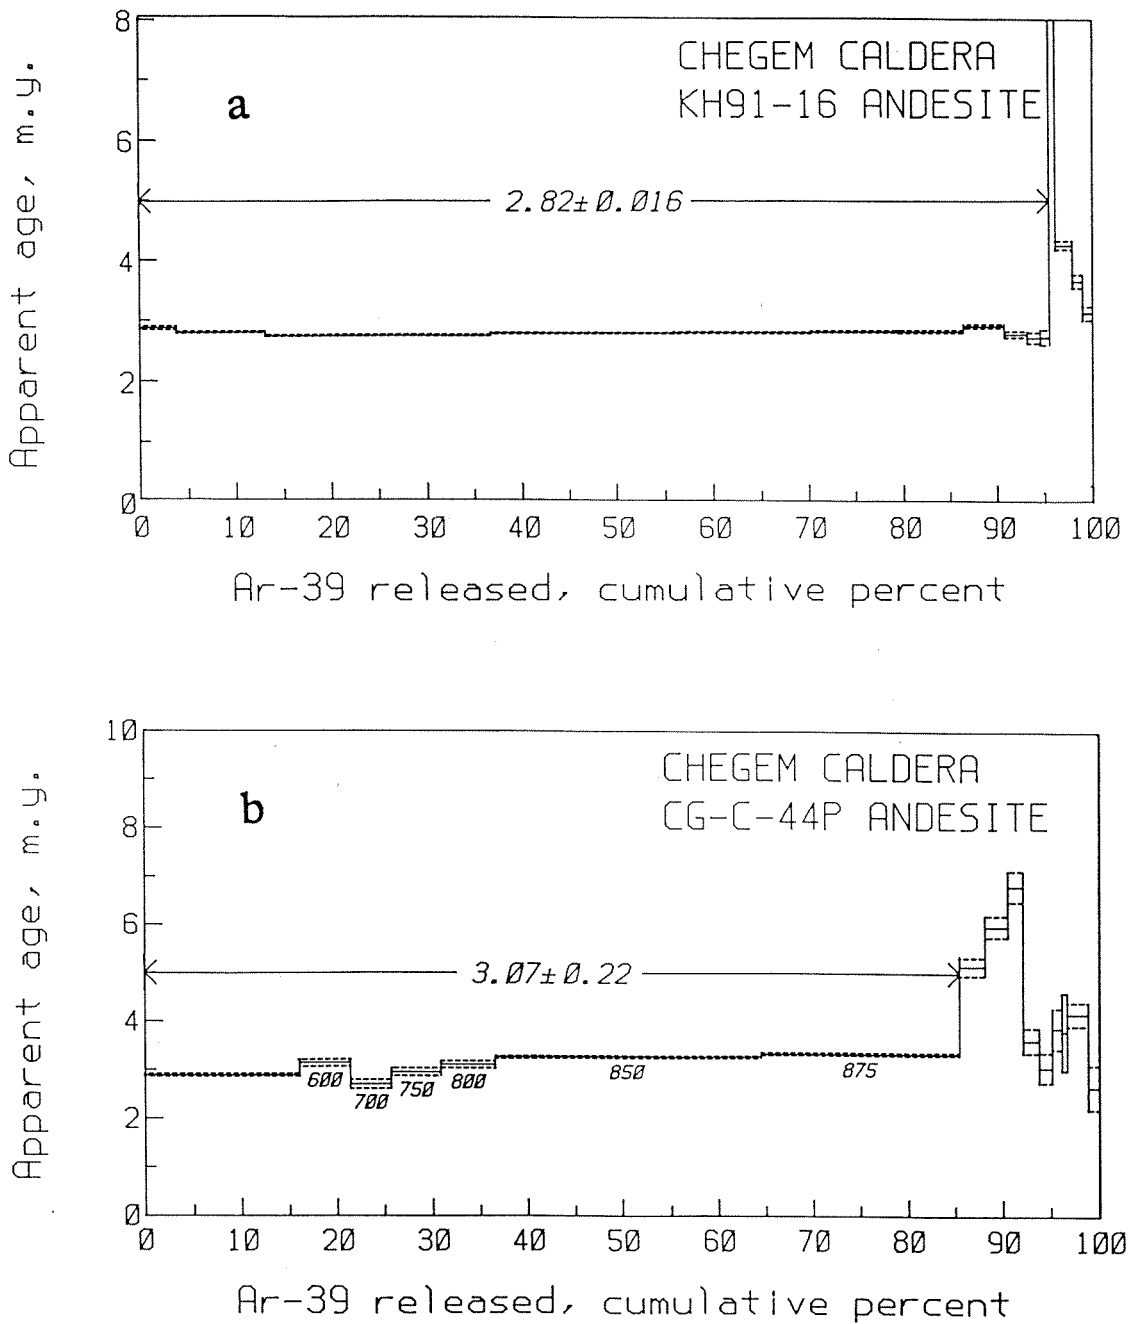 8
CHEGEM CALDERA
a
KH91-16 ANDESITE
6
2.82±0.016
4
2
0
0 10 20 30 40 50 60 70 80 90 100
Apparent age, m.y.
Ar-39 released, cumulative percent
10
CHEGEM CALDERA
b
CG-C-44P ANDESITE
8
6
3.07±0.22
4
600 700 750 800 850 875
2
0
0 10 20 30 40 50 60 70 80 90 100
Apparent age, m.y.
Ar-39 released, cumulative percent